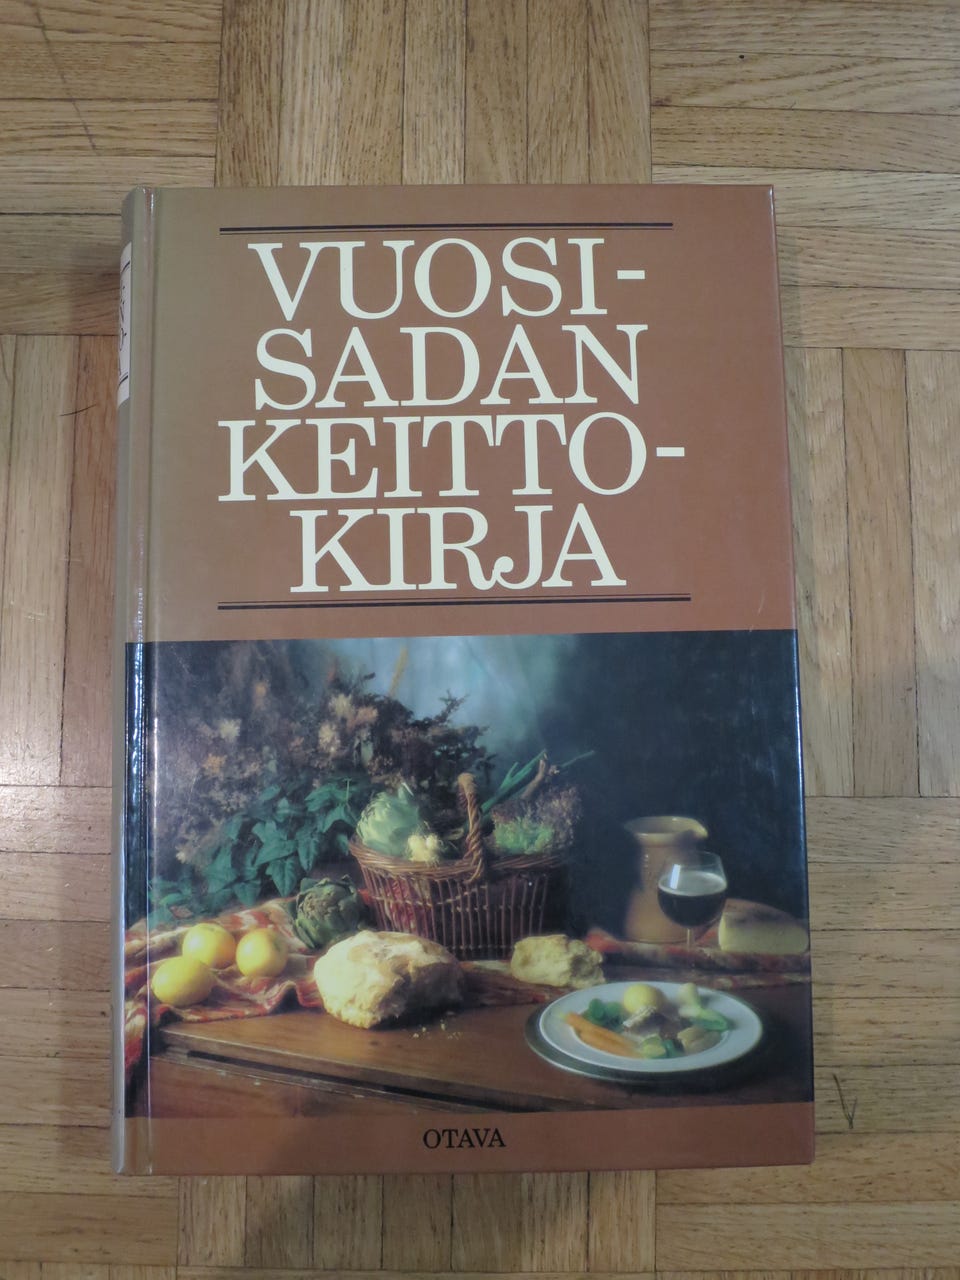 VUOSI-
SADAN
KEITTO-
KIRJA
OTAVA